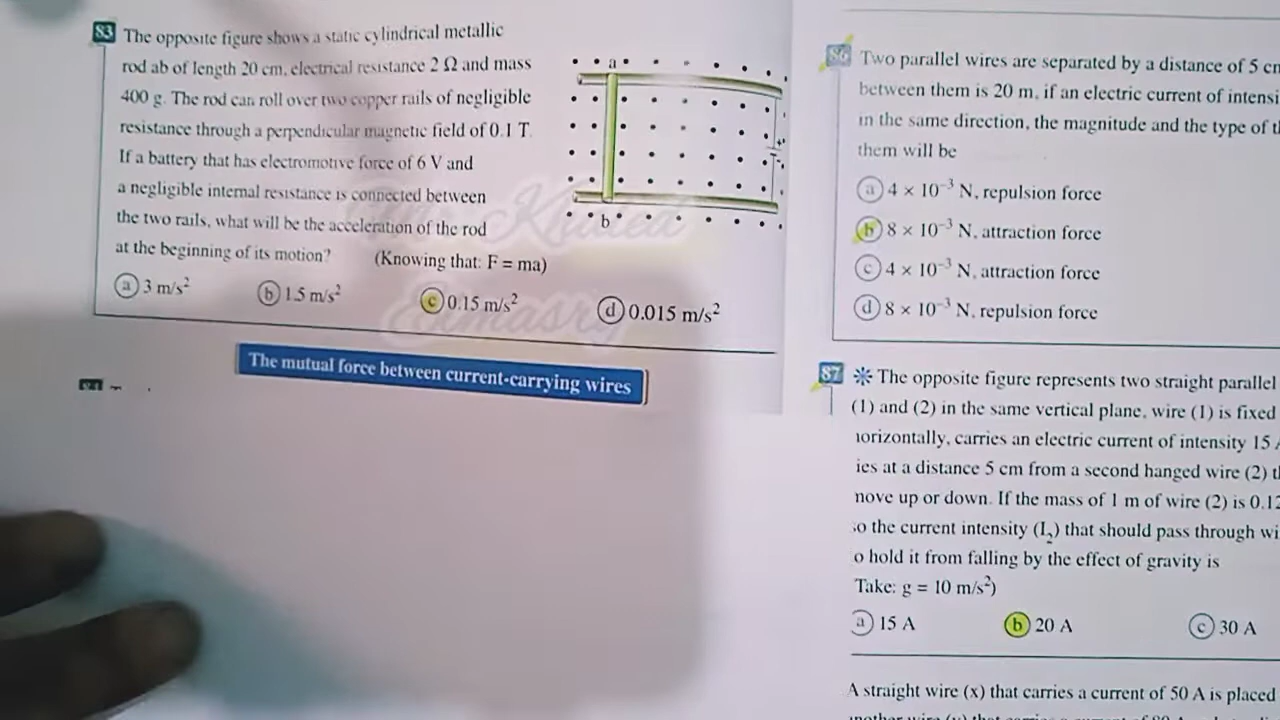 83 The opposite figure shows a static cylindrical metallic
rod ab of length 20 cm, electrical resistance 2 Ω and mass
400 g. The rod can roll over two copper rails of negligible
resistance through a perpendicular magnetic field of 0.1 T.
If a battery that has electromotive force of 6 V and
a negligible internal resistance is connected between
the two rails, what will be the acceleration of the rod
at the beginning of its motion? (Knowing that: F = ma)
a 3 m/s² b 1.5 m/s² c 0.15 m/s² d 0.015 m/s²
a
b
The mutual force between current-carrying wires
86 Two parallel wires are separated by a distance of 5 cm
between them is 20 m, if an electric current of intensi
in the same direction, the magnitude and the type of t
them will be
a 4 × 10⁻³ N, repulsion force
b 8 × 10⁻³ N, attraction force
c 4 × 10⁻³ N, attraction force
d 8 × 10⁻³ N, repulsion force
87 The opposite figure represents two straight parallel
(1) and (2) in the same vertical plane, wire (1) is fixed
orizontally, carries an electric current of intensity 15 A
ies at a distance 5 cm from a second hanged wire (2) t
nove up or down. If the mass of 1 m of wire (2) is 0.12
so the current intensity (I₂) that should pass through wi
o hold it from falling by the effect of gravity is
Take: g = 10 m/s²)
a 15 A b 20 A c 30 A
A straight wire (x) that carries a current of 50 A is placed
Khaled
Elmasry